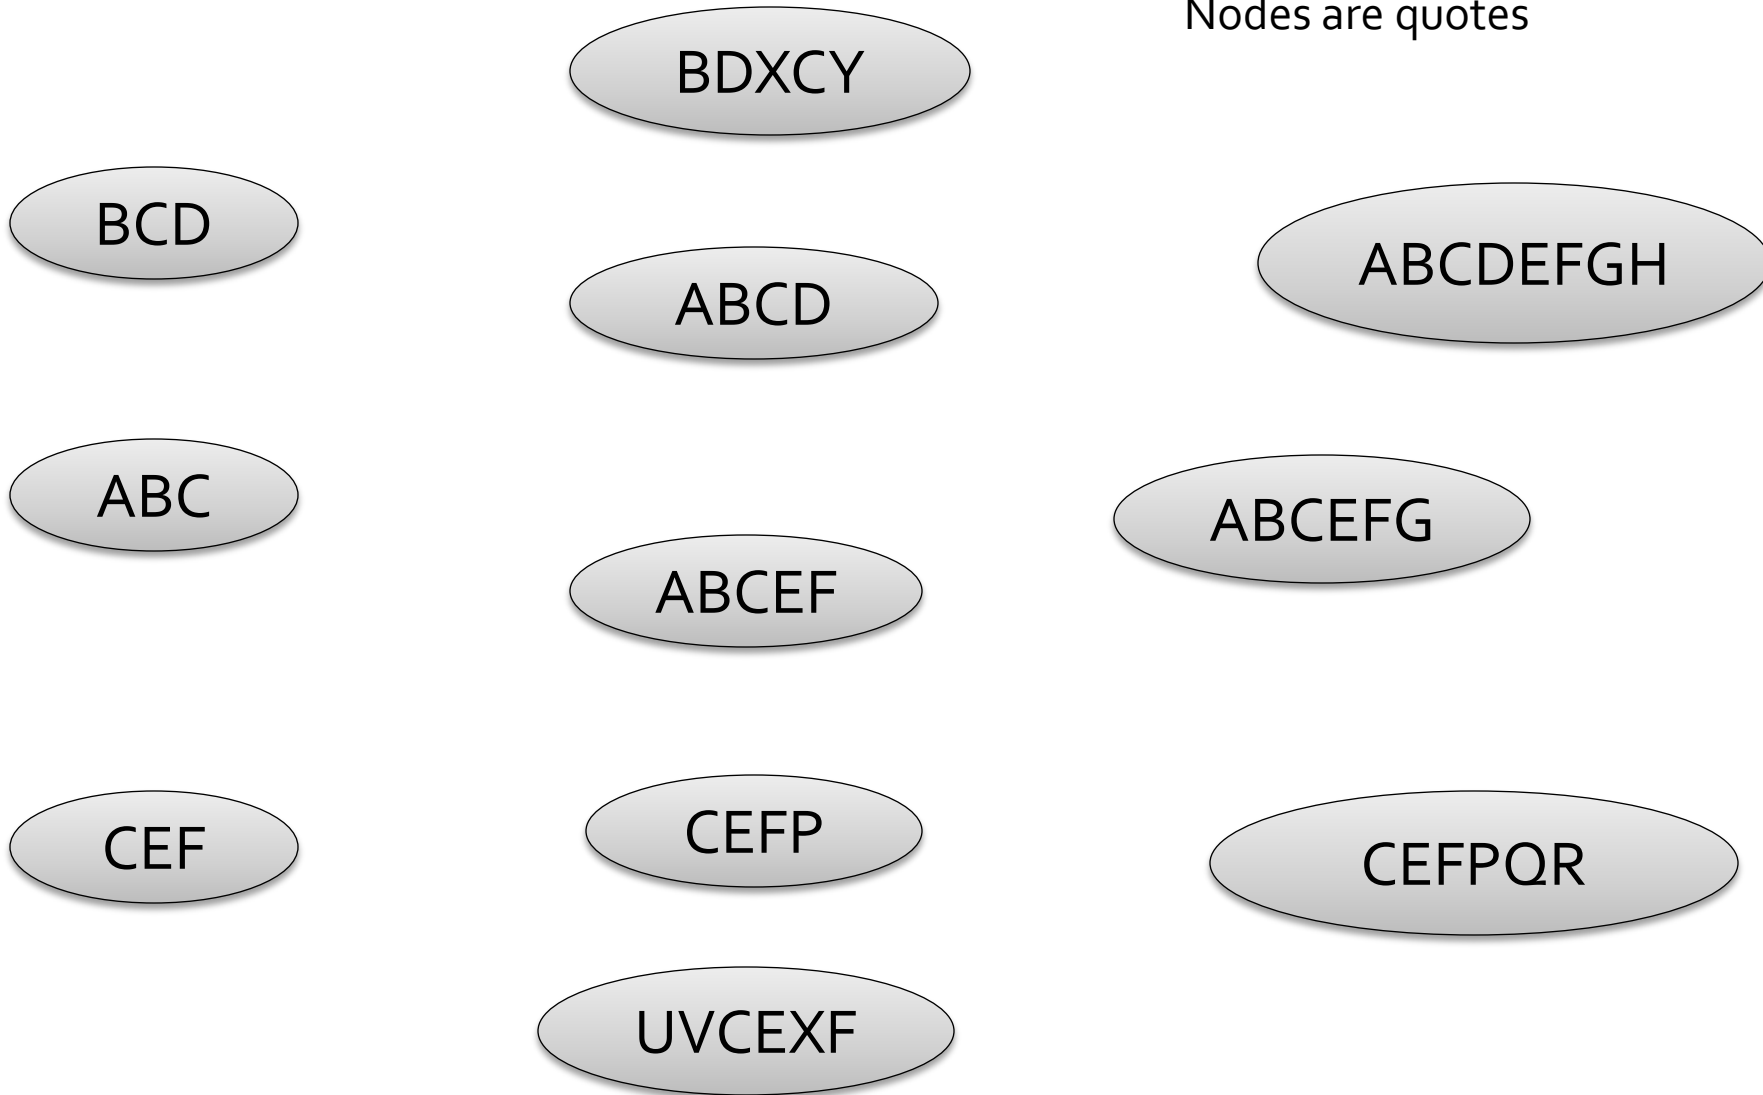 Nodes are quotes
BDXCY
BCD
ABCDEFGH
ABCD
ABC
ABCEFG
ABCEF
CEF
CEFP
CEFPQR
UVCEXF